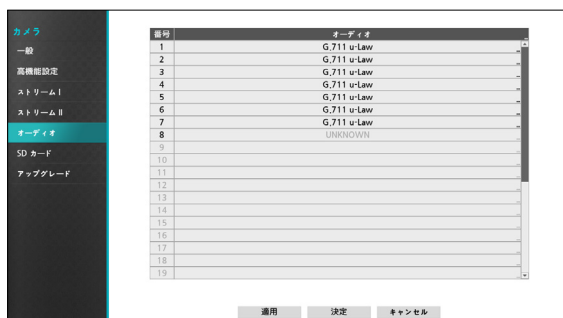 カメラ
一般
高機能設定
ストリーム I
ストリーム II
オーディオ
SD カード
アップグレード
番号 オーディオ
1 G.711 u-Law
2 G.711 u-Law
3 G.711 u-Law
4 G.711 u-Law
5 G.711 u-Law
6 G.711 u-Law
7 G.711 u-Law
8 UNKNOWN
9
10
11
12
13
14
15
16
17
18
19
適用 決定 キャンセル